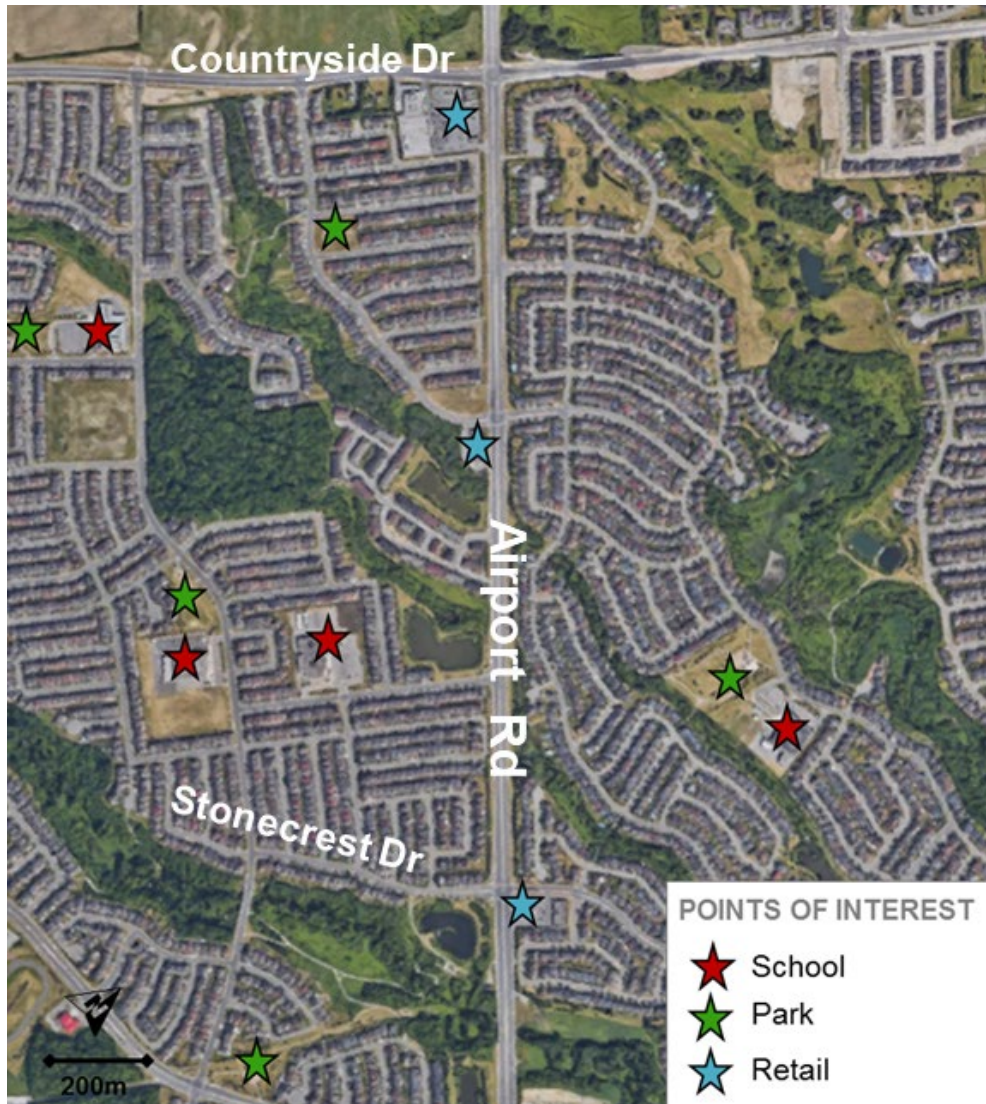 Countryside Dr
Airport Rd
Stonecrest Dr
POINTS OF INTEREST
School
Park
Retail
N
200m